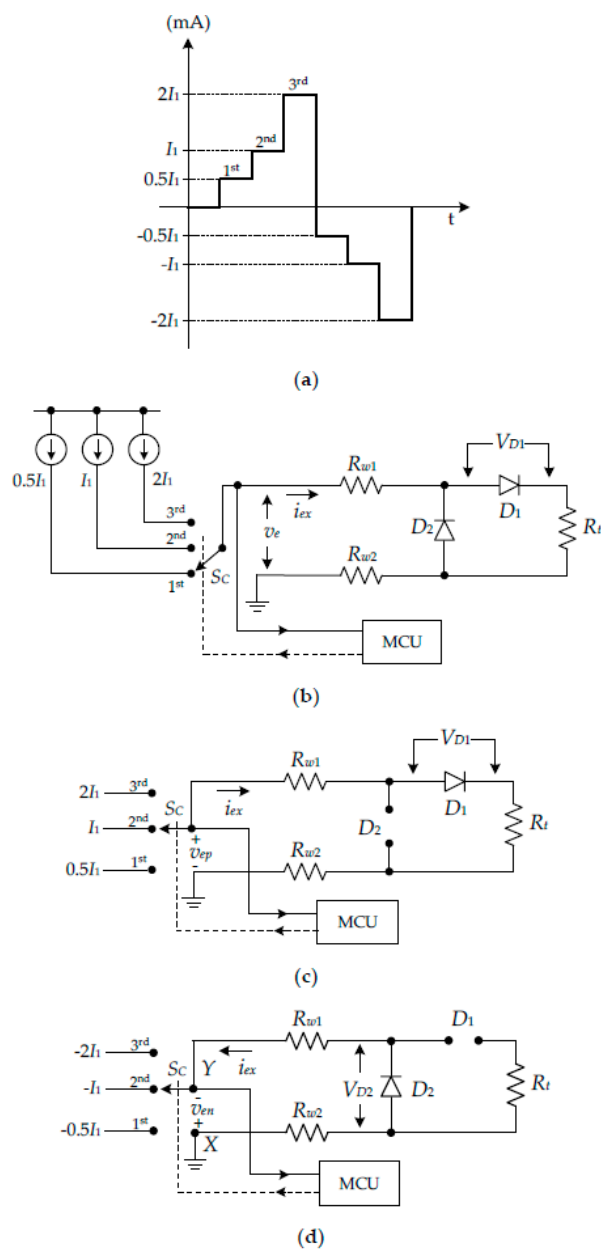 (mA)
2I1
3rd
I1
2nd
0.5I1
1st
t
-0.5I1
-I1
-2I1
(a)
0.5I1
I1
2I1
3rd
2nd
1st
SC
ve
iex
Rw1
Rw2
D2
VD1
D1
Rt
MCU
(b)
2I1
3rd
I1
2nd
0.5I1
1st
SC
+
vep
-
iex
Rw1
Rw2
D2
VD1
D1
Rt
MCU
(c)
-2I1
3rd
-I1
2nd
-0.5I1
1st
SC
Y
-
ven
+
X
iex
Rw1
Rw2
VD2
D2
D1
Rt
MCU
(d)